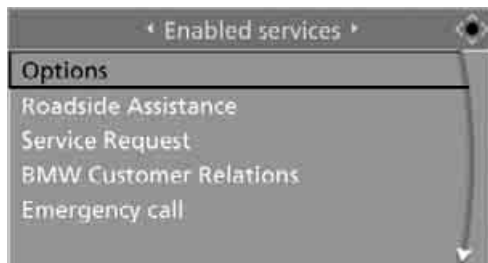 Enabled services
Options
Roadside Assistance
Service Request
BMW Customer Relations
Emergency call